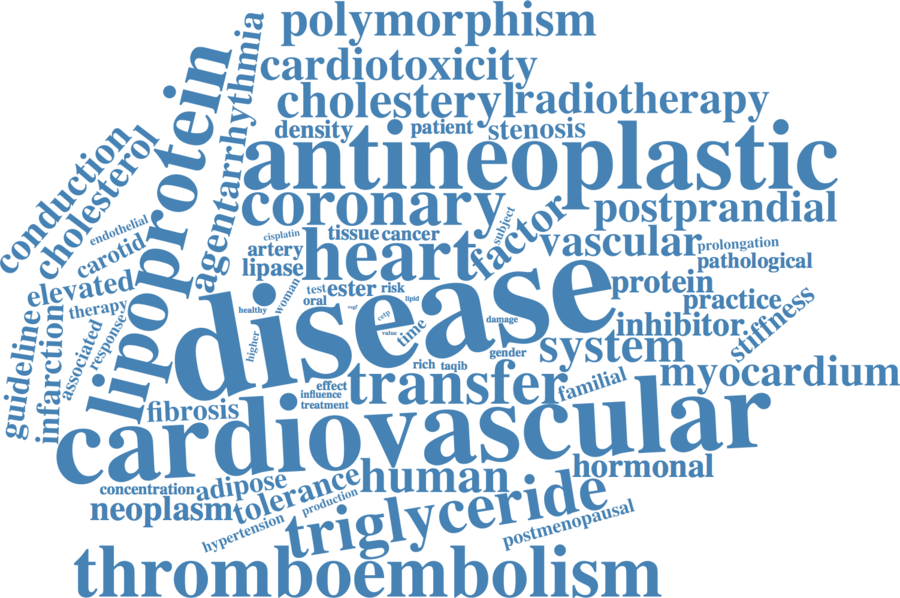 polymorphism
cardiotoxicity
cholesteryl
radiotherapy
density
patient
stenosis
antineoplastic
coronary
postprandial
factor
subject
vascular
prolongation
pathological
lipoprotein
agent
arrhythmia
conduction
cholesterol
endothelial
carotid
elevated
therapy
guideline
infarction
associated
response
cisplatin
tissue
cancer
artery
lipase
heart
woman
test
ester
risk
oral
lipid
healthy
vegf
cetp
value
time
damage
higher
disease
protein
practice
inhibitor
stiffness
system
gender
rich
taqib
myocardium
transfer
familial
effect
influence
treatment
fibrosis
cardiovascular
hormonal
human
concentration
adipose
tolerance
neoplasm
production
hypertension
triglyceride
postmenopausal
thromboembolism